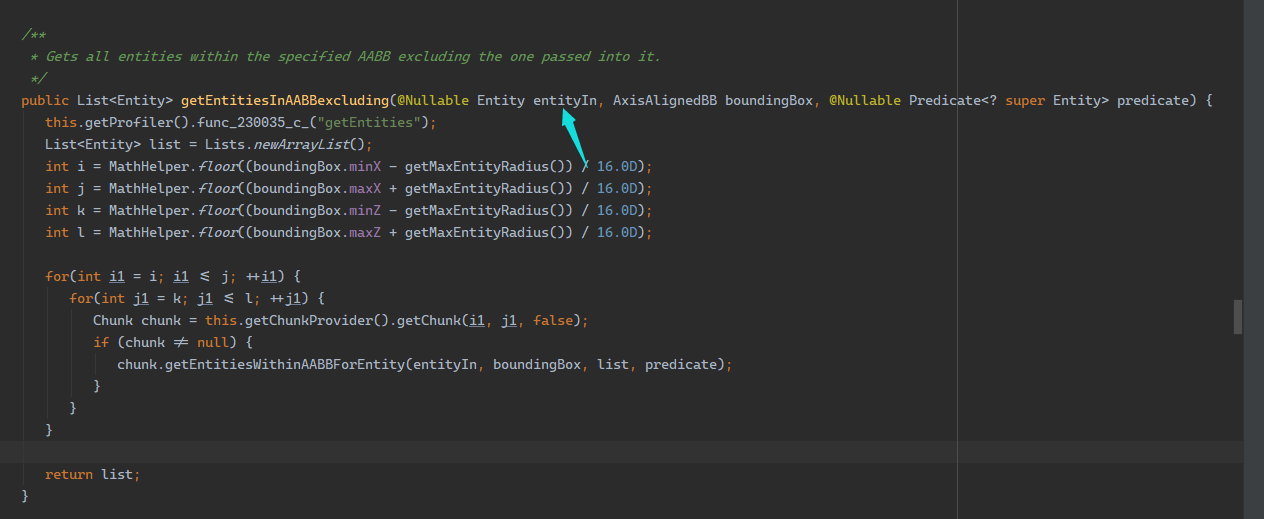 /**
 * Gets all entities within the specified AABB excluding the one passed into it.
 */
public List<Entity> getEntitiesInAABBexcluding(@Nullable Entity entityIn, AxisAlignedBB boundingBox, @Nullable Predicate<? super Entity> predicate) {
   this.getProfiler().func_230035_c_("getEntities");
   List<Entity> list = Lists.newArrayList();
   int i = MathHelper.floor((boundingBox.minX - getMaxEntityRadius()) / 16.0D);
   int j = MathHelper.floor((boundingBox.maxX + getMaxEntityRadius()) / 16.0D);
   int k = MathHelper.floor((boundingBox.minZ - getMaxEntityRadius()) / 16.0D);
   int l = MathHelper.floor((boundingBox.maxZ + getMaxEntityRadius()) / 16.0D);
   for(int i1 = i; i1 <= j; ++i1) {
      for(int j1 = k; j1 <= l; ++j1) {
         Chunk chunk = this.getChunkProvider().getChunk(i1, j1, false);
         if (chunk != null) {
            chunk.getEntitiesWithinAABBForEntity(entityIn, boundingBox, list, predicate);
         }
      }
   }
   return list;
}